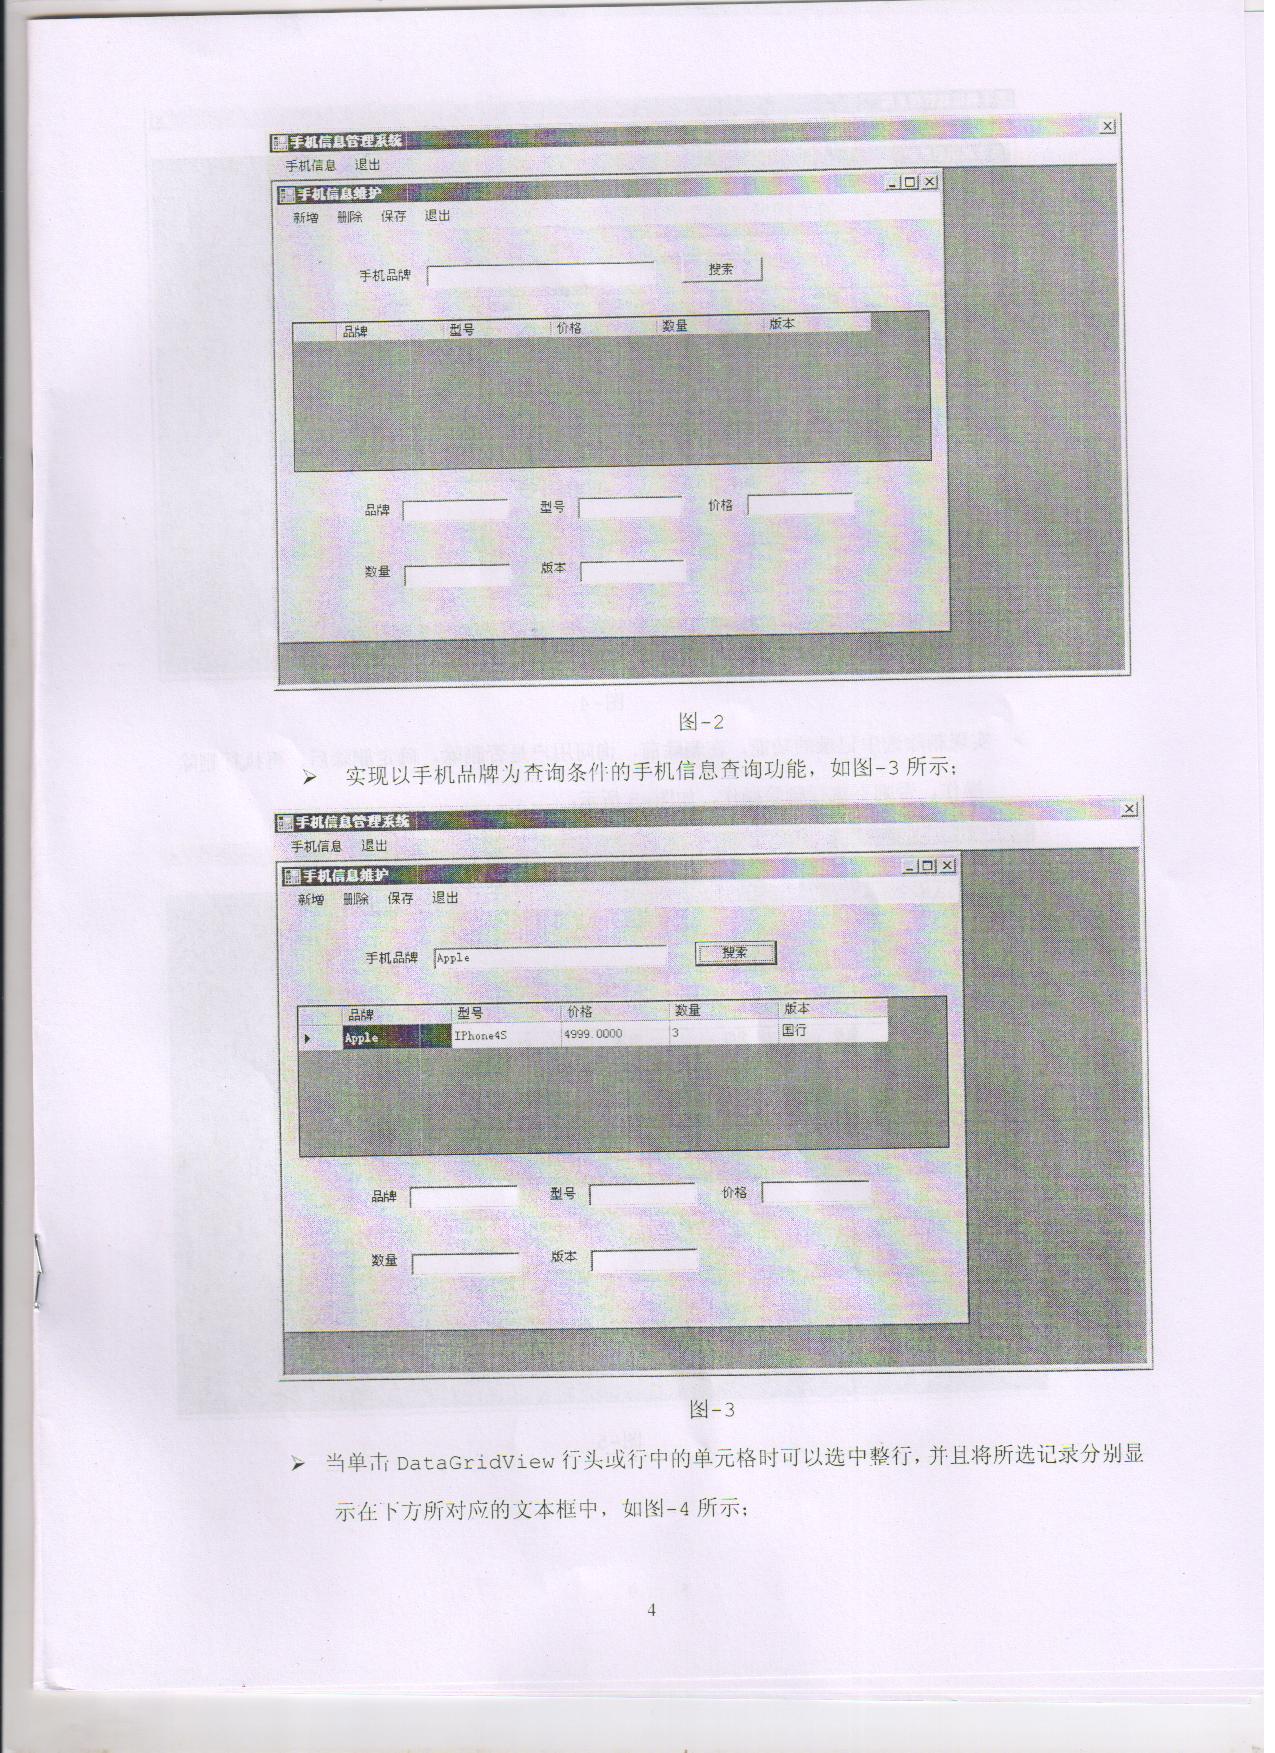 手机信息管理系统
手机信息 退出
手机信息维护
新增 删除 保存 退出
手机品牌 搜索
品牌 型号 价格 数量 版本
品牌 型号 价格
数量 版本
图-2
➢ 实现以手机品牌为查询条件的手机信息查询功能，如图-3 所示；
手机信息管理系统
手机信息 退出
手机信息维护
新增 删除 保存 退出
手机品牌 Apple 搜索
品牌 型号 价格 数量 版本
Apple IPhone4S 4999.0000 3 国行
品牌 型号 价格
数量 版本
图-3
➢ 当单击 DataGridView 行头或行中的单元格时可以选中整行，并且将所选记录分别显
示在下方所对应的文本框中，如图-4 所示；
4